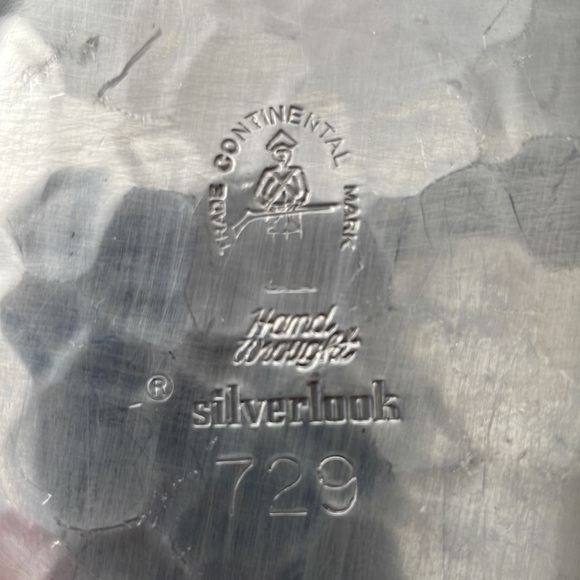 TRADE CONTINENTAL MARK
Hand
Wrought
® silverlook
729